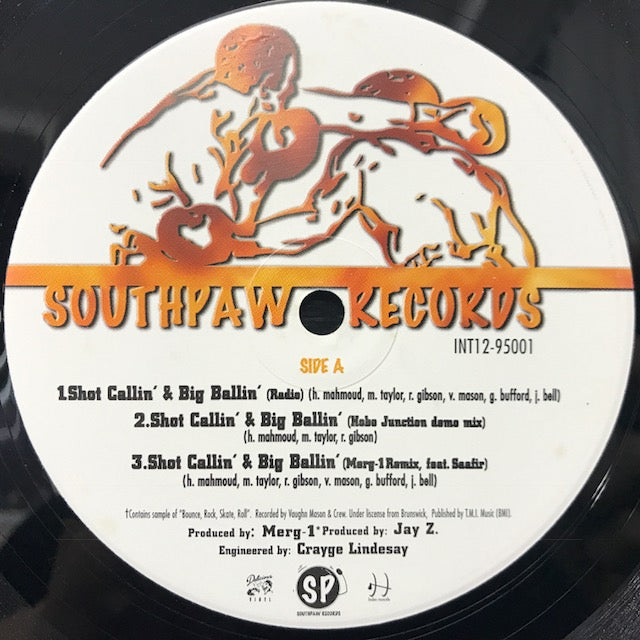 SOUTHPAW RECORDS
INT12-95001
SIDE A
1.Shot Callin' & Big Ballin' (Radio) (h. mahmoud, m. taylor, r. gibson, v. mason, g. bufford, j. bell)
2.Shot Callin' & Big Ballin' (Hobo Junction demo mix)
(h. mahmoud, m. taylor, r. gibson)
3.Shot Callin' & Big Ballin' (Merg-1 Remix, feat. Saafir)
(h. mahmoud, m. taylor, r. gibson, v. mason, g. bufford, j. bell)
†Contains sample of "Bounce, Rock, Skate, Roll". Recorded by Vaughn Mason & Crew. Under liscense from Brunswick, Published by T.M.I. Music (BMI).
Produced by: Merg-1 *Produced by: Jay Z.
Engineered by: Crayge Lindesay
VINYL
SP
SOUTHPAW RECORDS